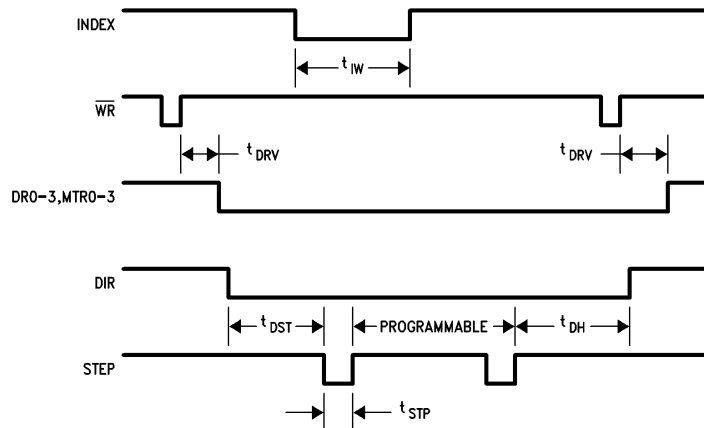 INDEX
t IW
WR
t DRV
t DRV
DR0-3,MTR0-3
DIR
t DST
PROGRAMMABLE
t DH
STEP
t STP